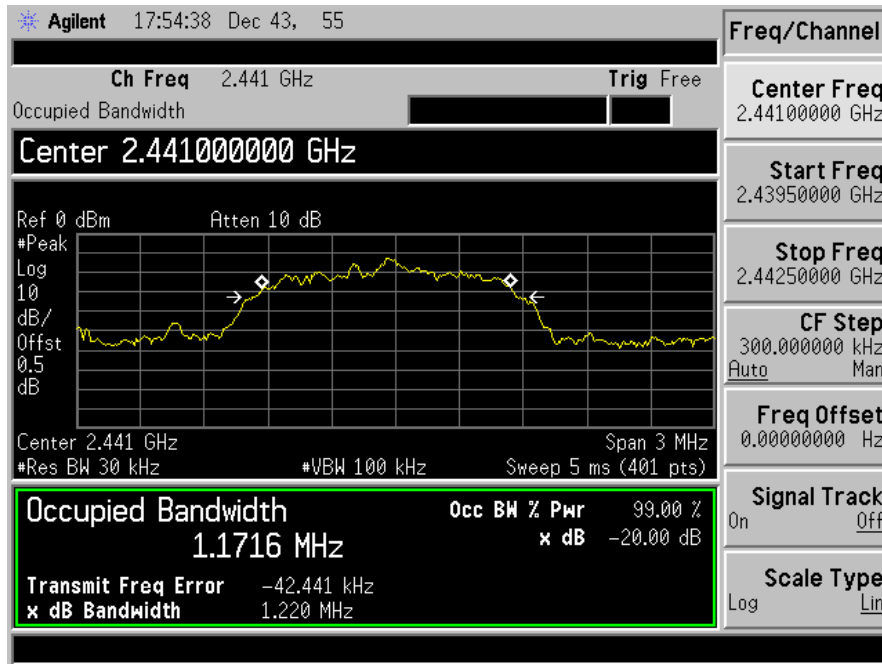 Agilent 17:54:38 Dec 43, 55
Ch Freq 2.441 GHz Trig Free
Occupied Bandwidth
Center 2.441000000 GHz
Ref 0 dBm Atten 10 dB
#Peak
Log
10
dB/
Offst
0.5
dB
Center 2.441 GHz Span 3 MHz
#Res BW 30 kHz #VBW 100 kHz Sweep 5 ms (401 pts)
Occupied Bandwidth
1.1716 MHz
Occ BW % Pwr 99.00 %
x dB -20.00 dB
Transmit Freq Error -42.441 kHz
x dB Bandwidth 1.220 MHz
Freq/Channel
Center Freq
2.44100000 GHz
Start Freq
2.43950000 GHz
Stop Freq
2.44250000 GHz
CF Step
300.000000 kHz
Auto Man
Freq Offset
0.00000000 Hz
Signal Track
On Off
Scale Type
Log Lin